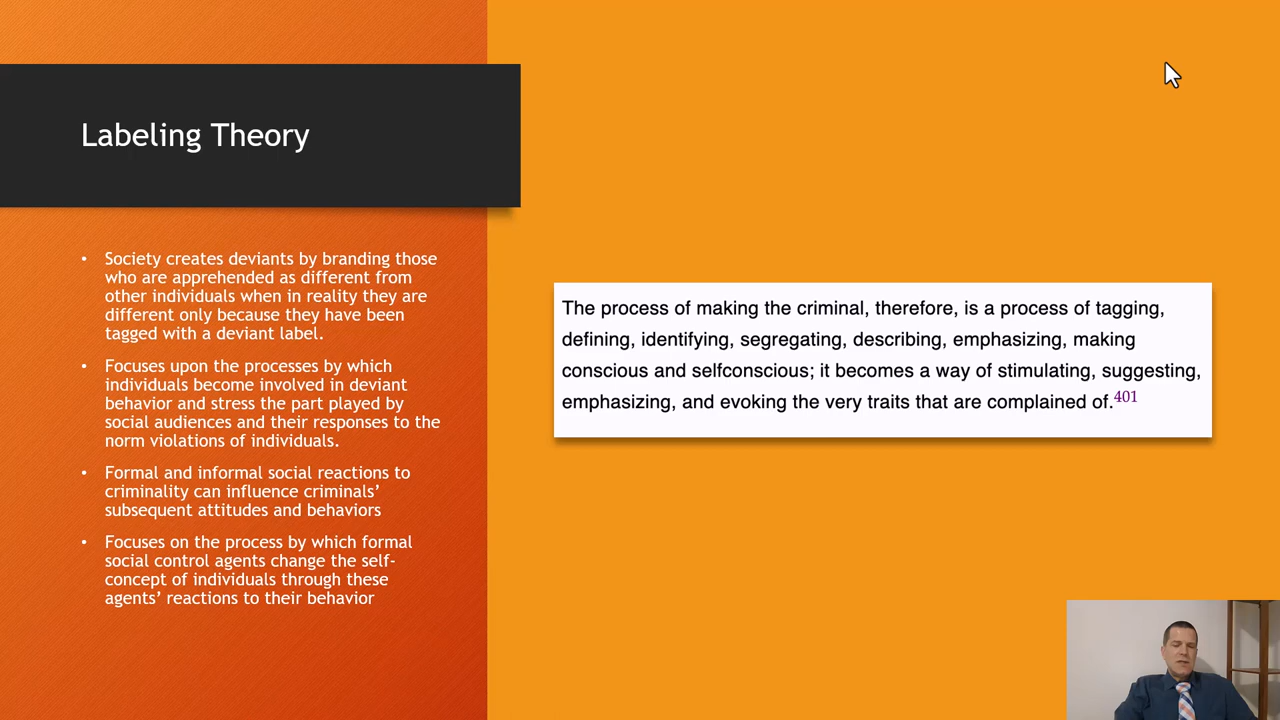 Labeling Theory
• Society creates deviants by branding those
who are apprehended as different from
other individuals when in reality they are
different only because they have been
tagged with a deviant label.
• Focuses upon the processes by which
individuals become involved in deviant
behavior and stress the part played by
social audiences and their responses to the
norm violations of individuals.
• Formal and informal social reactions to
criminality can influence criminals’
subsequent attitudes and behaviors
• Focuses on the process by which formal
social control agents change the self-
concept of individuals through these
agents’ reactions to their behavior
The process of making the criminal, therefore, is a process of tagging,
defining, identifying, segregating, describing, emphasizing, making
conscious and selfconscious; it becomes a way of stimulating, suggesting,
emphasizing, and evoking the very traits that are complained of.401